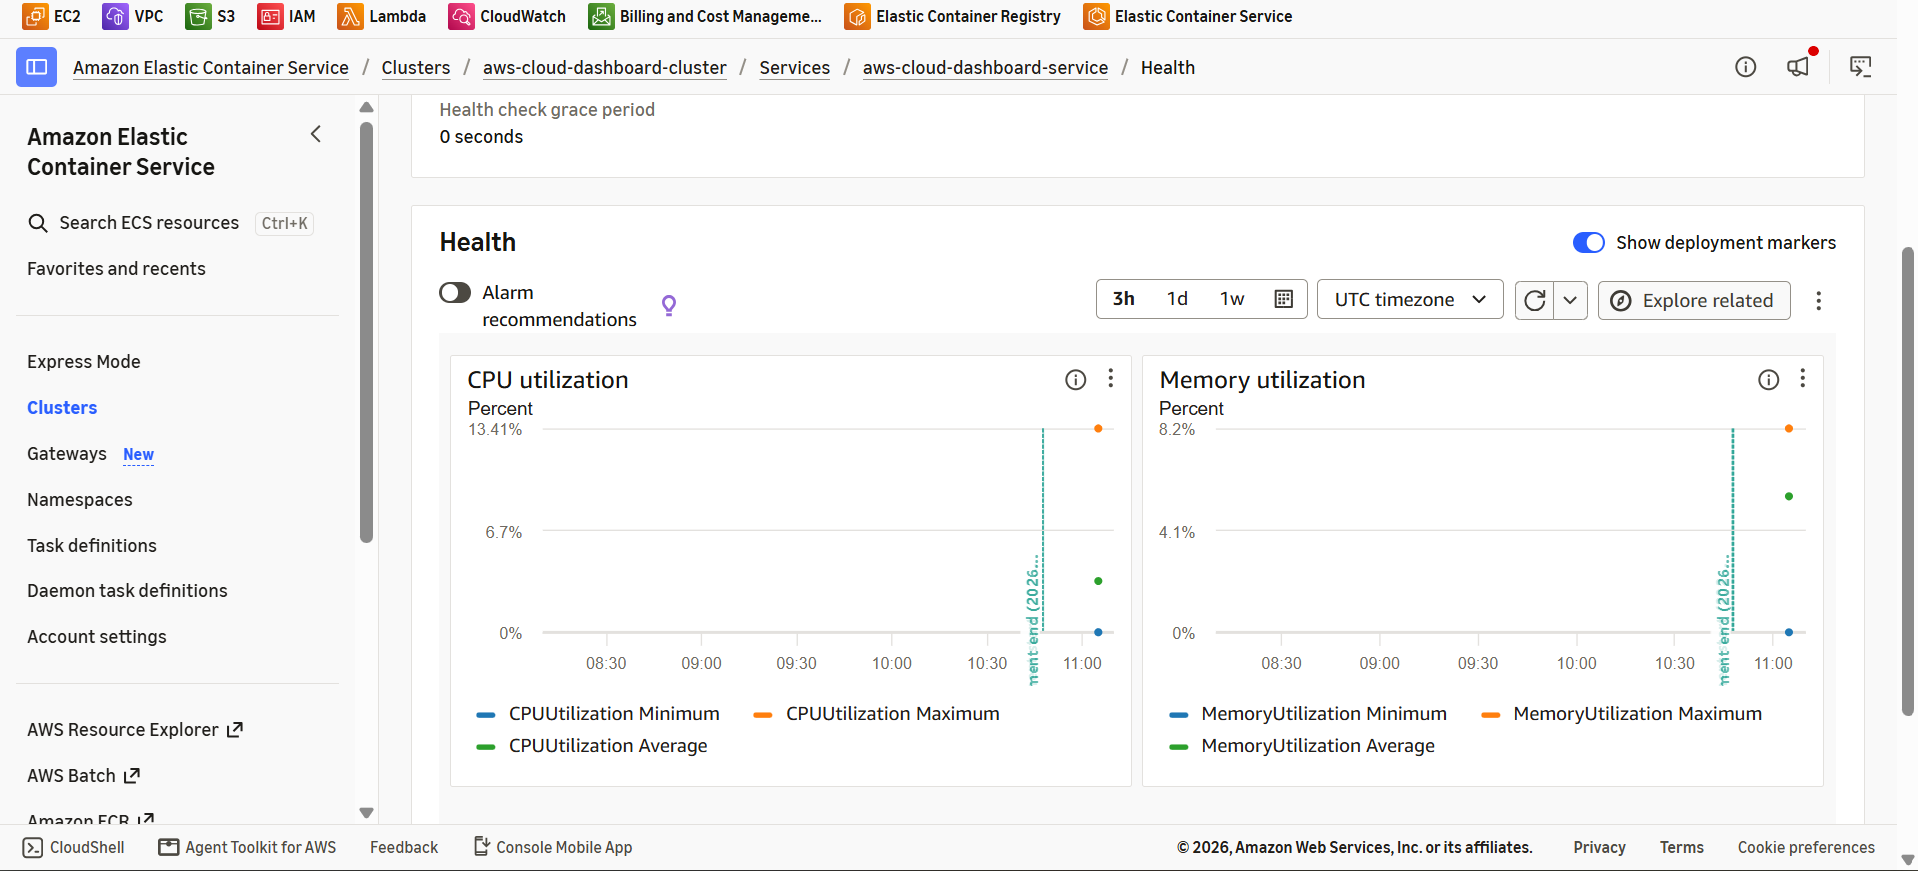 EC2 VPC S3 IAM Lambda CloudWatch Billing and Cost Manageme... Elastic Container Registry Elastic Container Service
Amazon Elastic Container Service / Clusters / aws-cloud-dashboard-cluster / Services / aws-cloud-dashboard-service / Health
Amazon Elastic
Container Service
Search ECS resources Ctrl+K
Favorites and recents
Express Mode
Clusters
Gateways New
Namespaces
Task definitions
Daemon task definitions
Account settings
AWS Resource Explorer
AWS Batch
Amazon ECR
Health check grace period
0 seconds
Health
Show deployment markers
Alarm
recommendations
3h 1d 1w
UTC timezone
Explore related
CPU utilization
Percent
13.41%
6.7%
0%
08:30 09:00 09:30 10:00 10:30 11:00
ment end (2026...
CPUUtilization Minimum CPUUtilization Maximum
CPUUtilization Average
Memory utilization
Percent
8.2%
4.1%
0%
08:30 09:00 09:30 10:00 10:30 11:00
ment end (2026...
MemoryUtilization Minimum MemoryUtilization Maximum
MemoryUtilization Average
CloudShell Agent Toolkit for AWS Feedback Console Mobile App
© 2026, Amazon Web Services, Inc. or its affiliates. Privacy Terms Cookie preferences